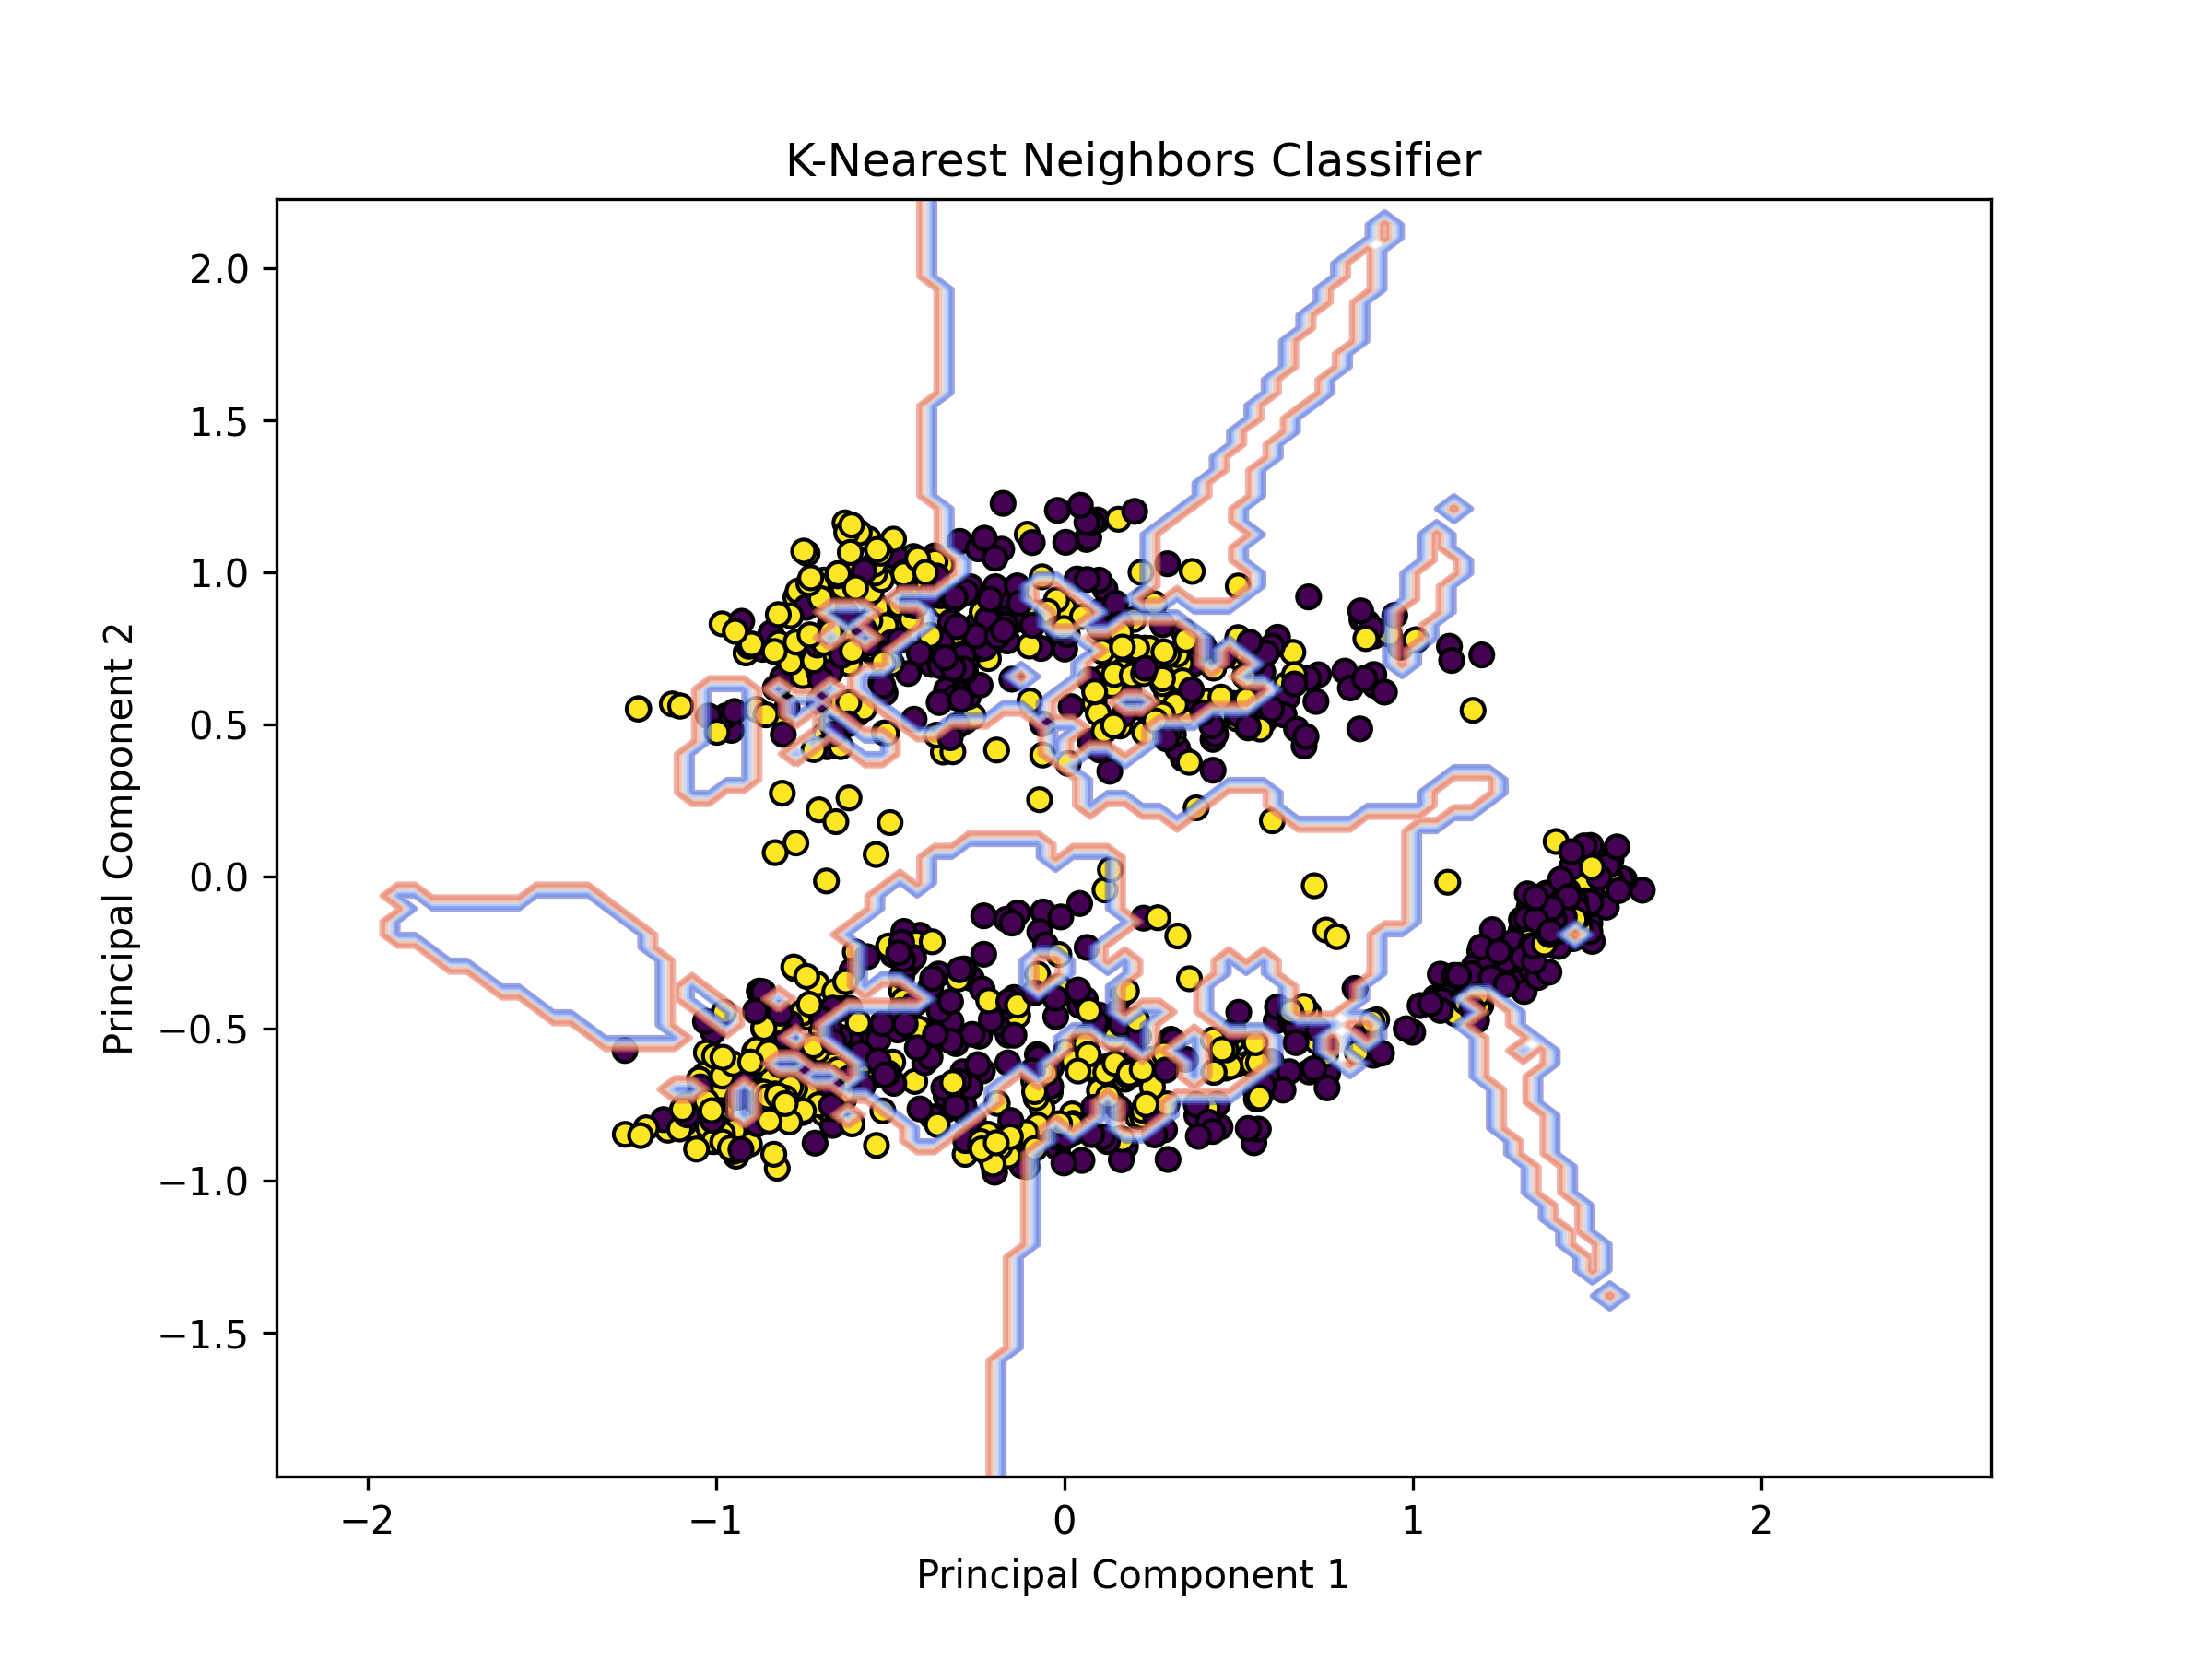 K-Nearest Neighbors Classifier
Principal Component 2
2.0
1.5
1.0
0.5
0.0
−0.5
−1.0
−1.5
−2 −1 0 1 2
Principal Component 1